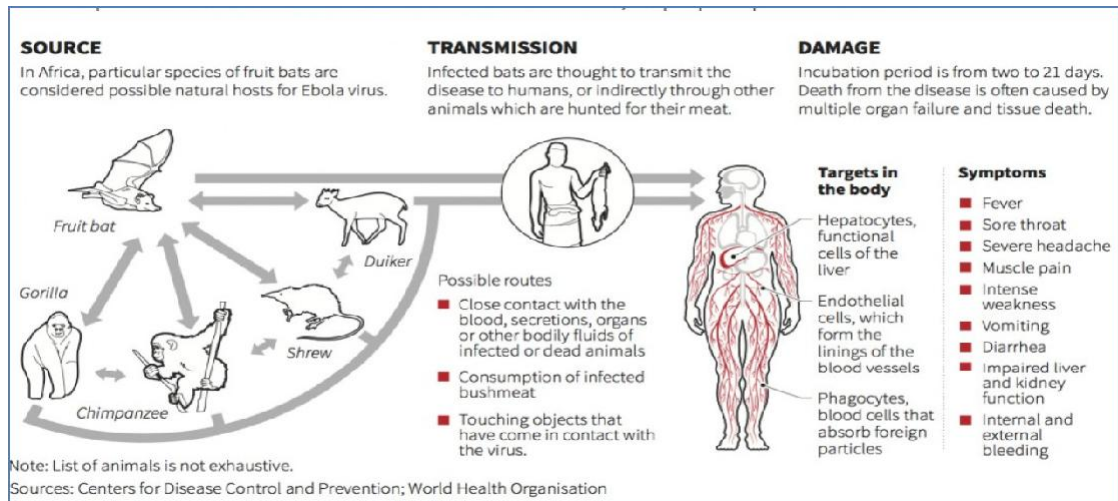 SOURCE
In Africa, particular species of fruit bats are
considered possible natural hosts for Ebola virus.
Fruit bat
Duiker
Gorilla
Shrew
Chimpanzee
Note: List of animals is not exhaustive.
Sources: Centers for Disease Control and Prevention; World Health Organisation
TRANSMISSION
Infected bats are thought to transmit the
disease to humans, or indirectly through other
animals which are hunted for their meat.
Possible routes
Close contact with the
blood, secretions, organs
or other bodily fluids of
infected or dead animals
Consumption of infected
bushmeat
Touching objects that
have come in contact with
the virus.
DAMAGE
Incubation period is from two to 21 days.
Death from the disease is often caused by
multiple organ failure and tissue death.
Targets in
the body
Hepatocytes,
functional
cells of the
liver
Endothelial
cells, which
form the
linings of the
blood vessels
Phagocytes,
blood cells that
absorb foreign
particles
Symptoms
Fever
Sore throat
Severe headache
Muscle pain
Intense
weakness
Vomiting
Diarrhea
Impaired liver
and kidney
function
Internal and
external
bleeding